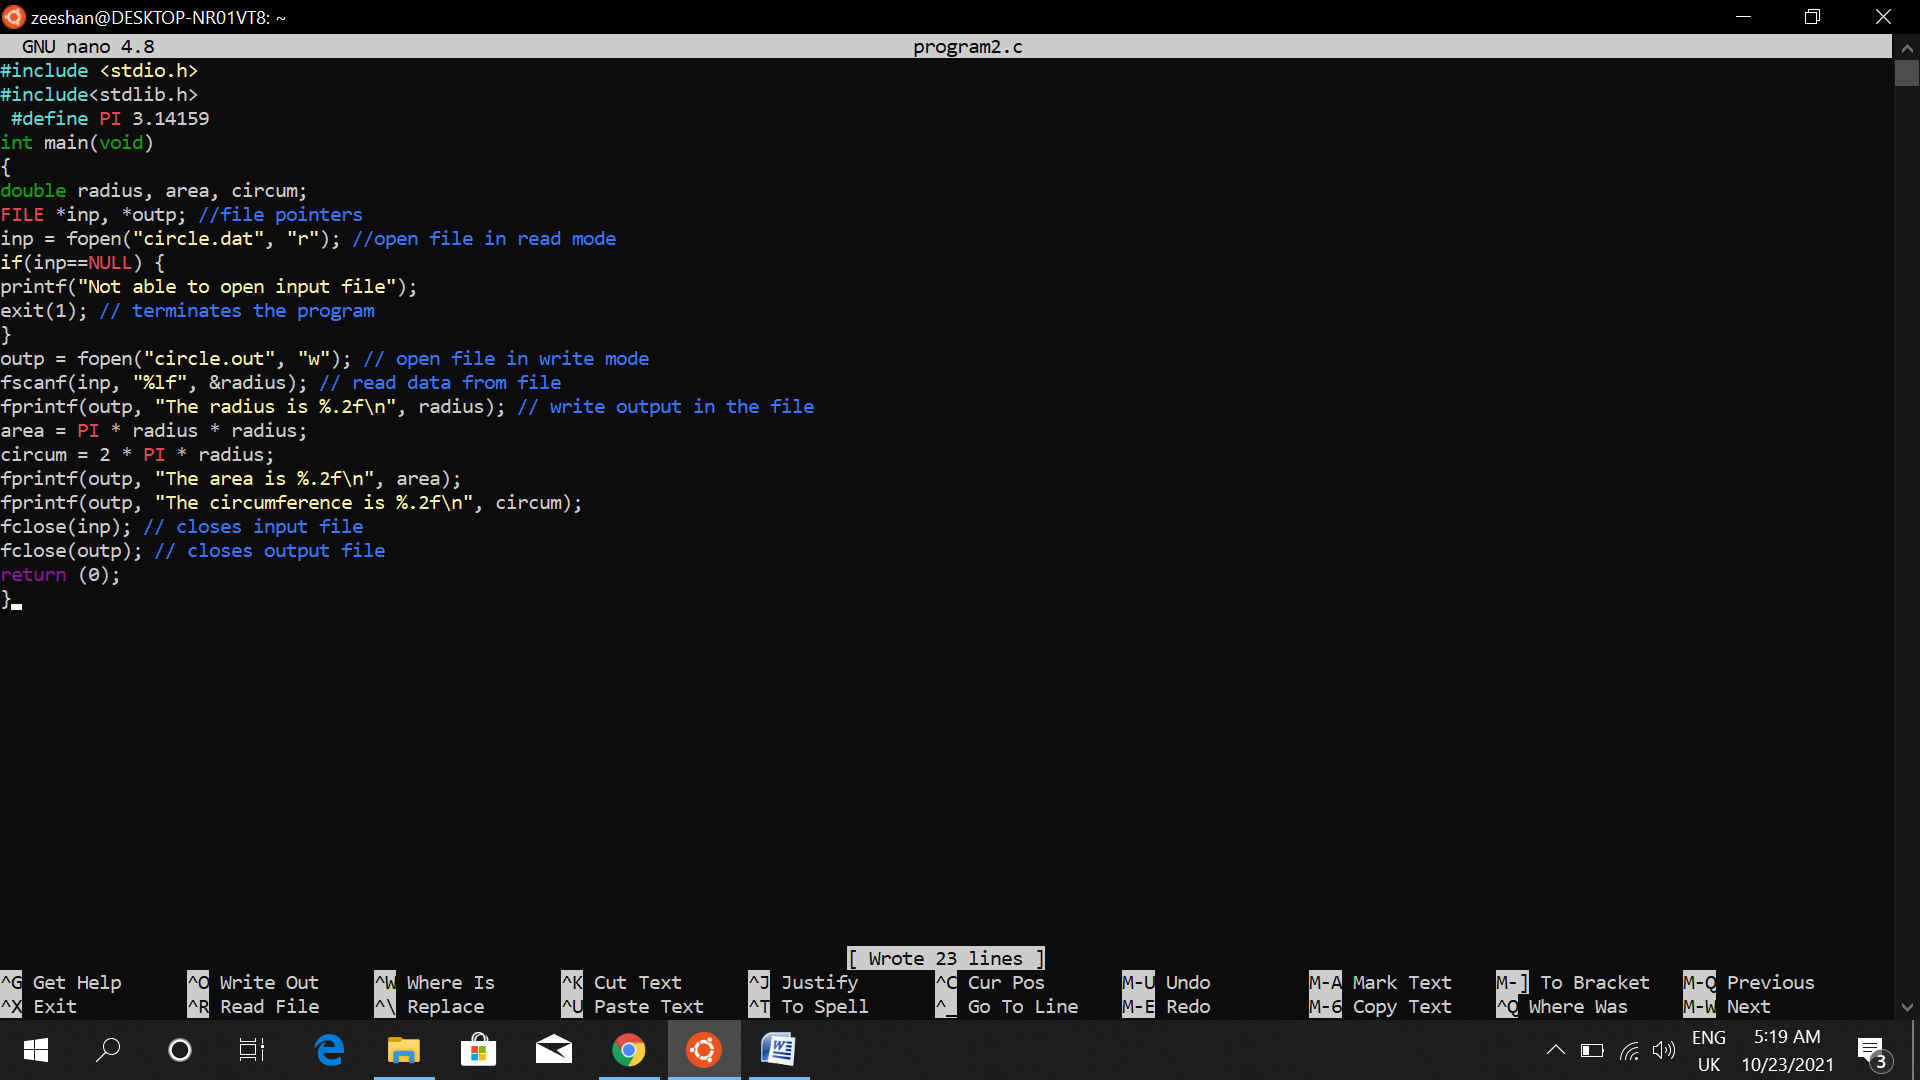 zeeshan@DESKTOP-NR01VT8: ~
GNU nano 4.8 program2.c
#include <stdio.h>
#include<stdlib.h>
 #define PI 3.14159
int main(void)
{
double radius, area, circum;
FILE *inp, *outp; //file pointers
inp = fopen("circle.dat", "r"); //open file in read mode
if(inp==NULL) {
printf("Not able to open input file");
exit(1); // terminates the program
}
outp = fopen("circle.out", "w"); // open file in write mode
fscanf(inp, "%lf", &radius); // read data from file
fprintf(outp, "The radius is %.2f\n", radius); // write output in the file
area = PI * radius * radius;
circum = 2 * PI * radius;
fprintf(outp, "The area is %.2f\n", area);
fprintf(outp, "The circumference is %.2f\n", circum);
fclose(inp); // closes input file
fclose(outp); // closes output file
return (0);
}
[ Wrote 23 lines ]
^G Get Help ^O Write Out ^W Where Is ^K Cut Text ^J Justify ^C Cur Pos M-U Undo M-A Mark Text M-] To Bracket M-Q Previous
^X Exit ^R Read File ^\ Replace ^U Paste Text ^T To Spell ^_ Go To Line M-E Redo M-6 Copy Text ^Q Where Was M-W Next
ENG 5:19 AM
UK 10/23/2021 3